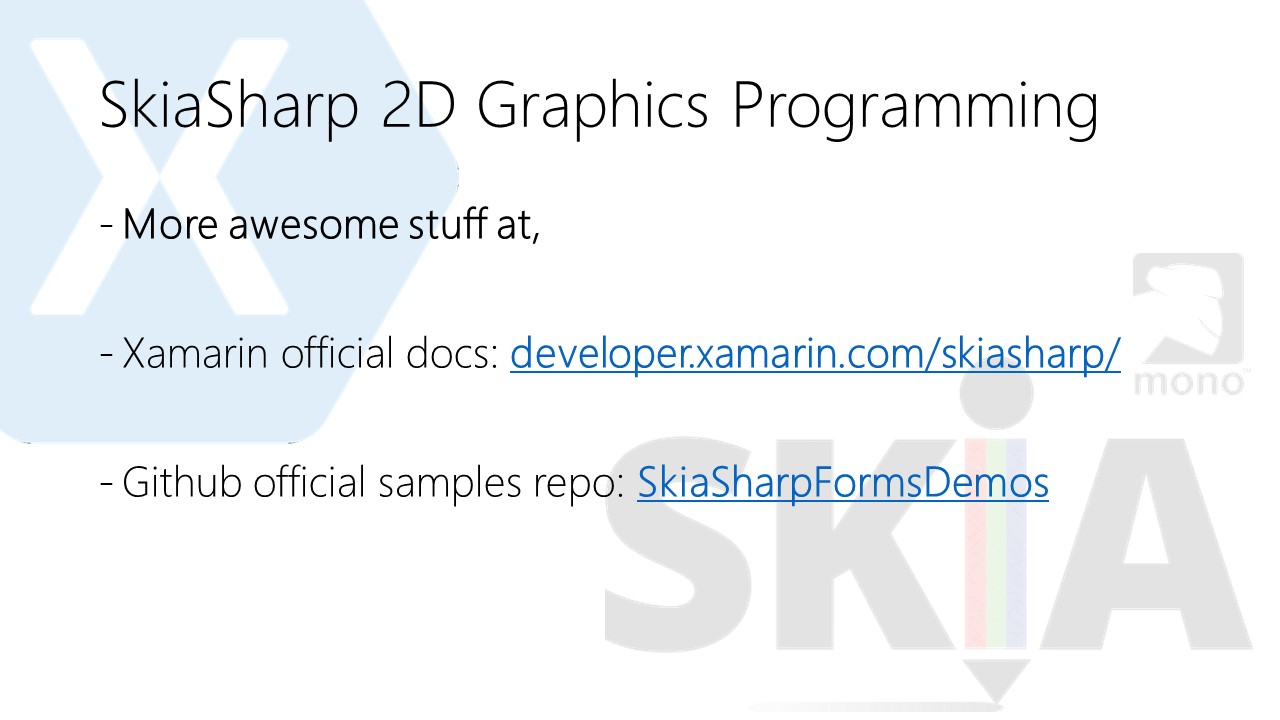 SkiaSharp 2D Graphics Programming
- More awesome stuff at,
- Xamarin official docs: developer.xamarin.com/skiasharp/
mono™
- Github official samples repo: SkiaSharpFormsDemos
SKiA